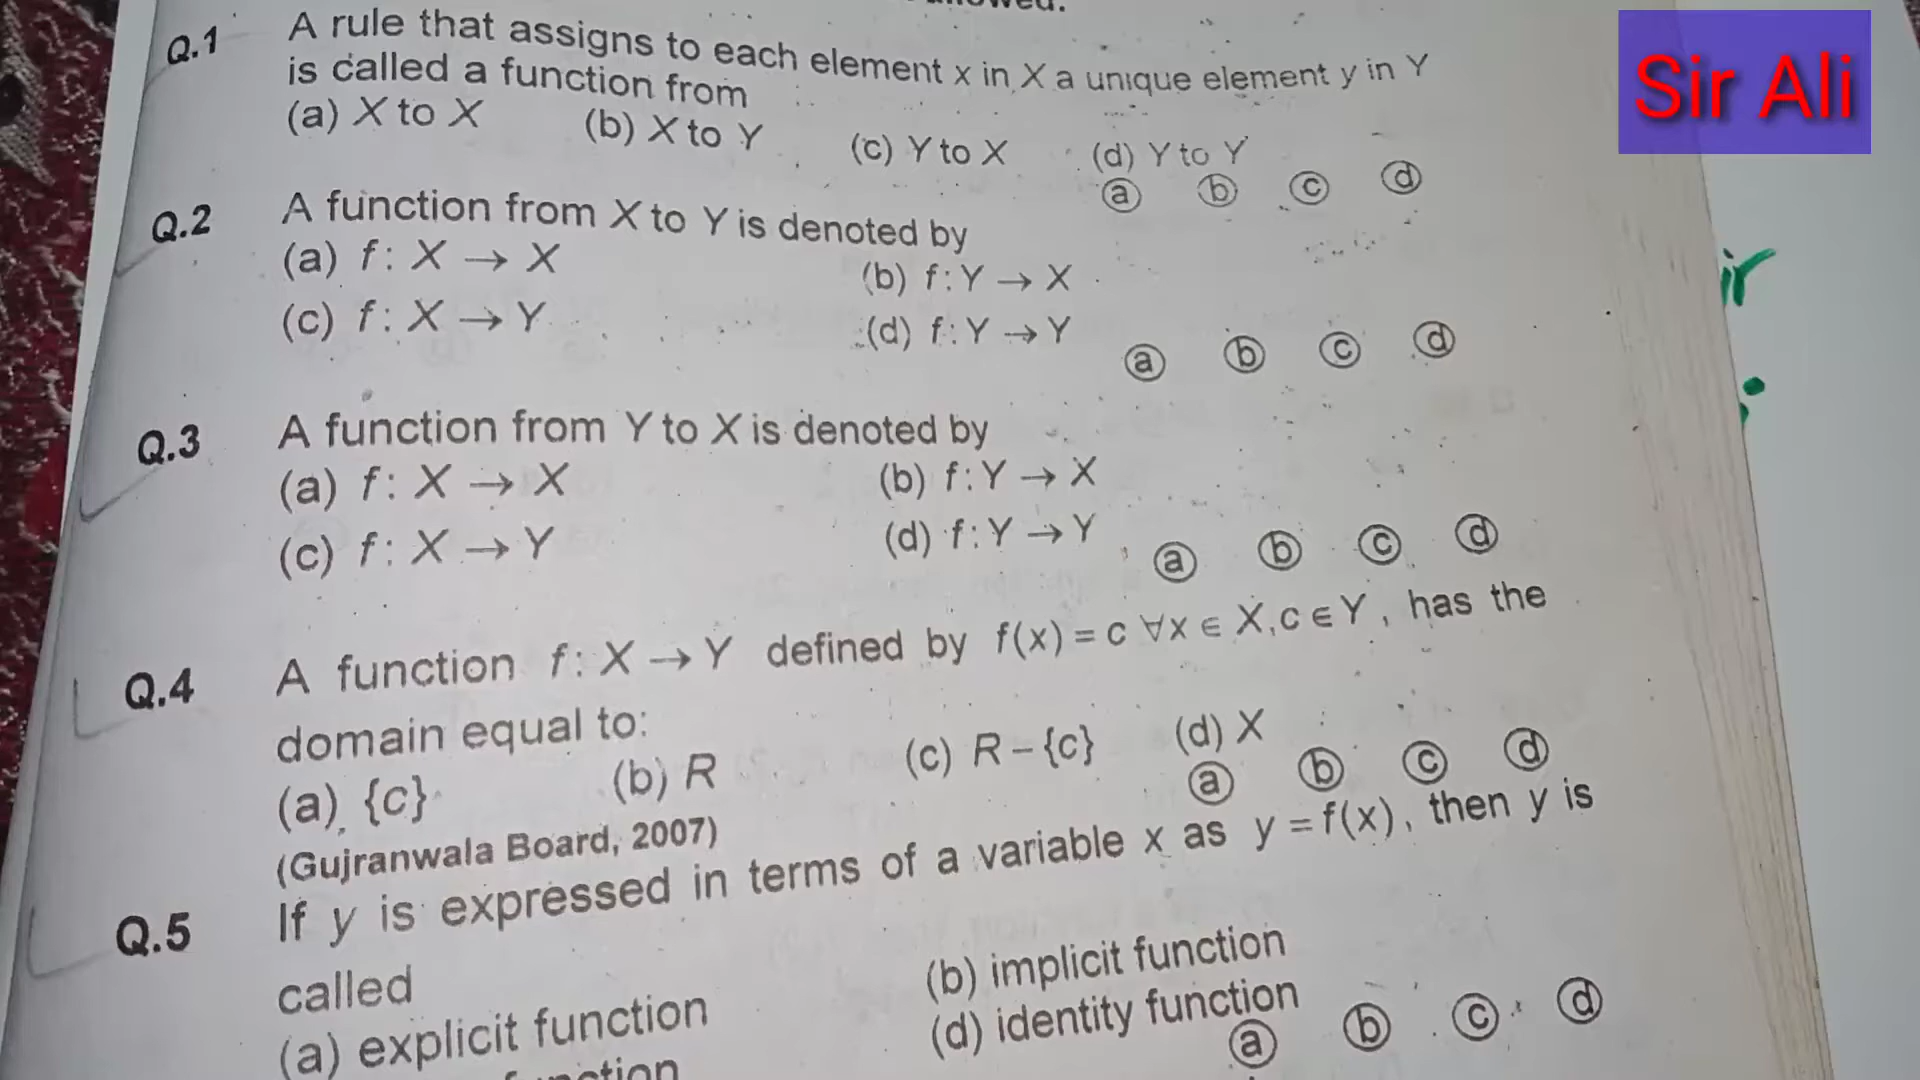 Q.1 A rule that assigns to each element x in X a unique element y in Y
is called a function from
(a) X to X (b) X to Y (c) Y to X (d) Y to Y
ⓐ ⓑ ⓒ ⓓ
Q.2 A function from X to Y is denoted by
(a) f: X → X (b) f: Y → X
(c) f: X → Y (d) f: Y → Y
ⓐ ⓑ ⓒ ⓓ
Q.3 A function from Y to X is denoted by
(a) f: X → X (b) f: Y → X
(c) f: X → Y (d) f: Y → Y
ⓐ ⓑ ⓒ ⓓ
Q.4 A function f: X → Y defined by f(x) = c ∀x ∈ X, c ∈ Y, has the
domain equal to:
(a) {c} (b) R (c) R – {c} (d) X
ⓐ ⓑ ⓒ ⓓ
(Gujranwala Board, 2007)
Q.5 If y is expressed in terms of a variable x as y = f(x), then y is
called
(a) explicit function (b) implicit function
(d) identity function
ⓐ ⓑ ⓒ ⓓ
Sir Ali